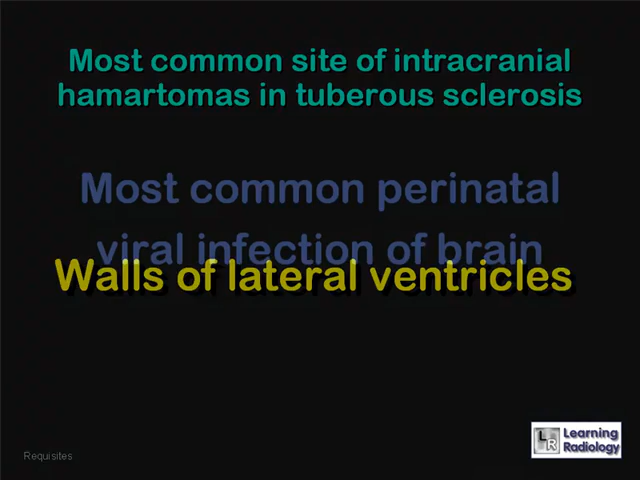 Most common site of intracranial
hamartomas in tuberous sclerosis
Most common perinatal
viral infection of brain
Walls of lateral ventricles
LR Learning
Radiology
Requisites